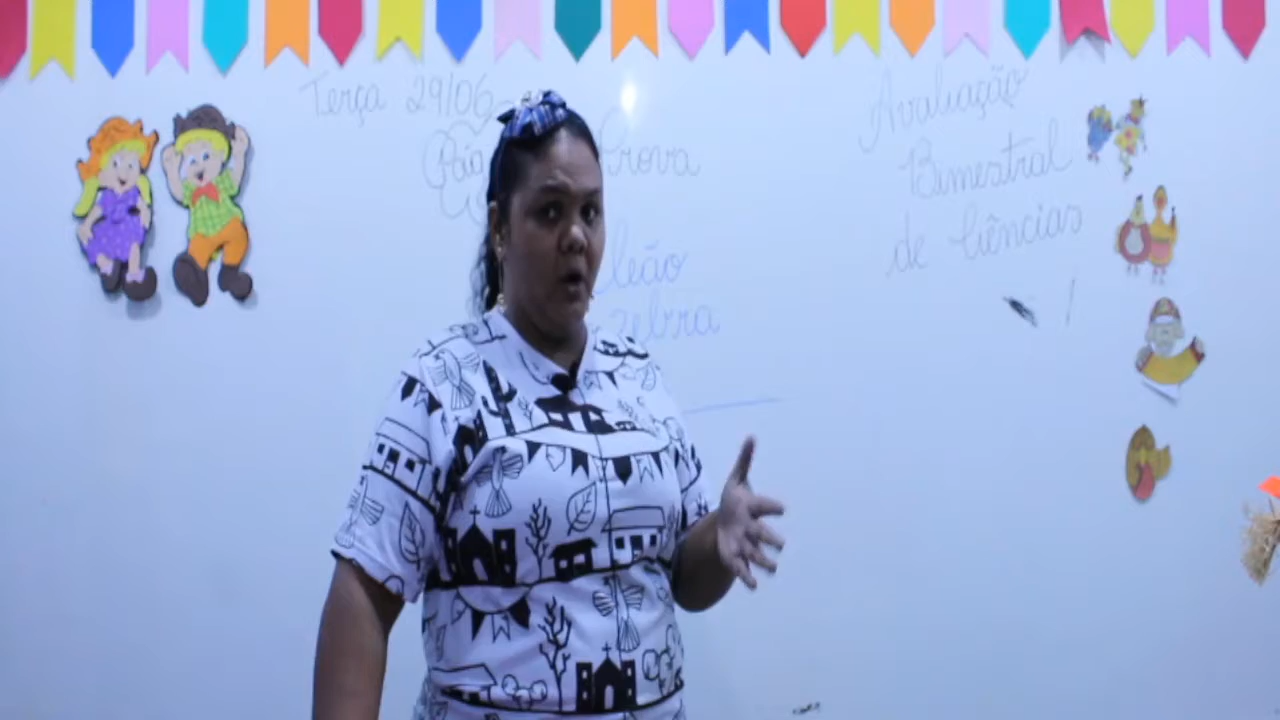 Terça 29/06
Prova
leão
zebra
Avaliação
Bimestral
de Ciências